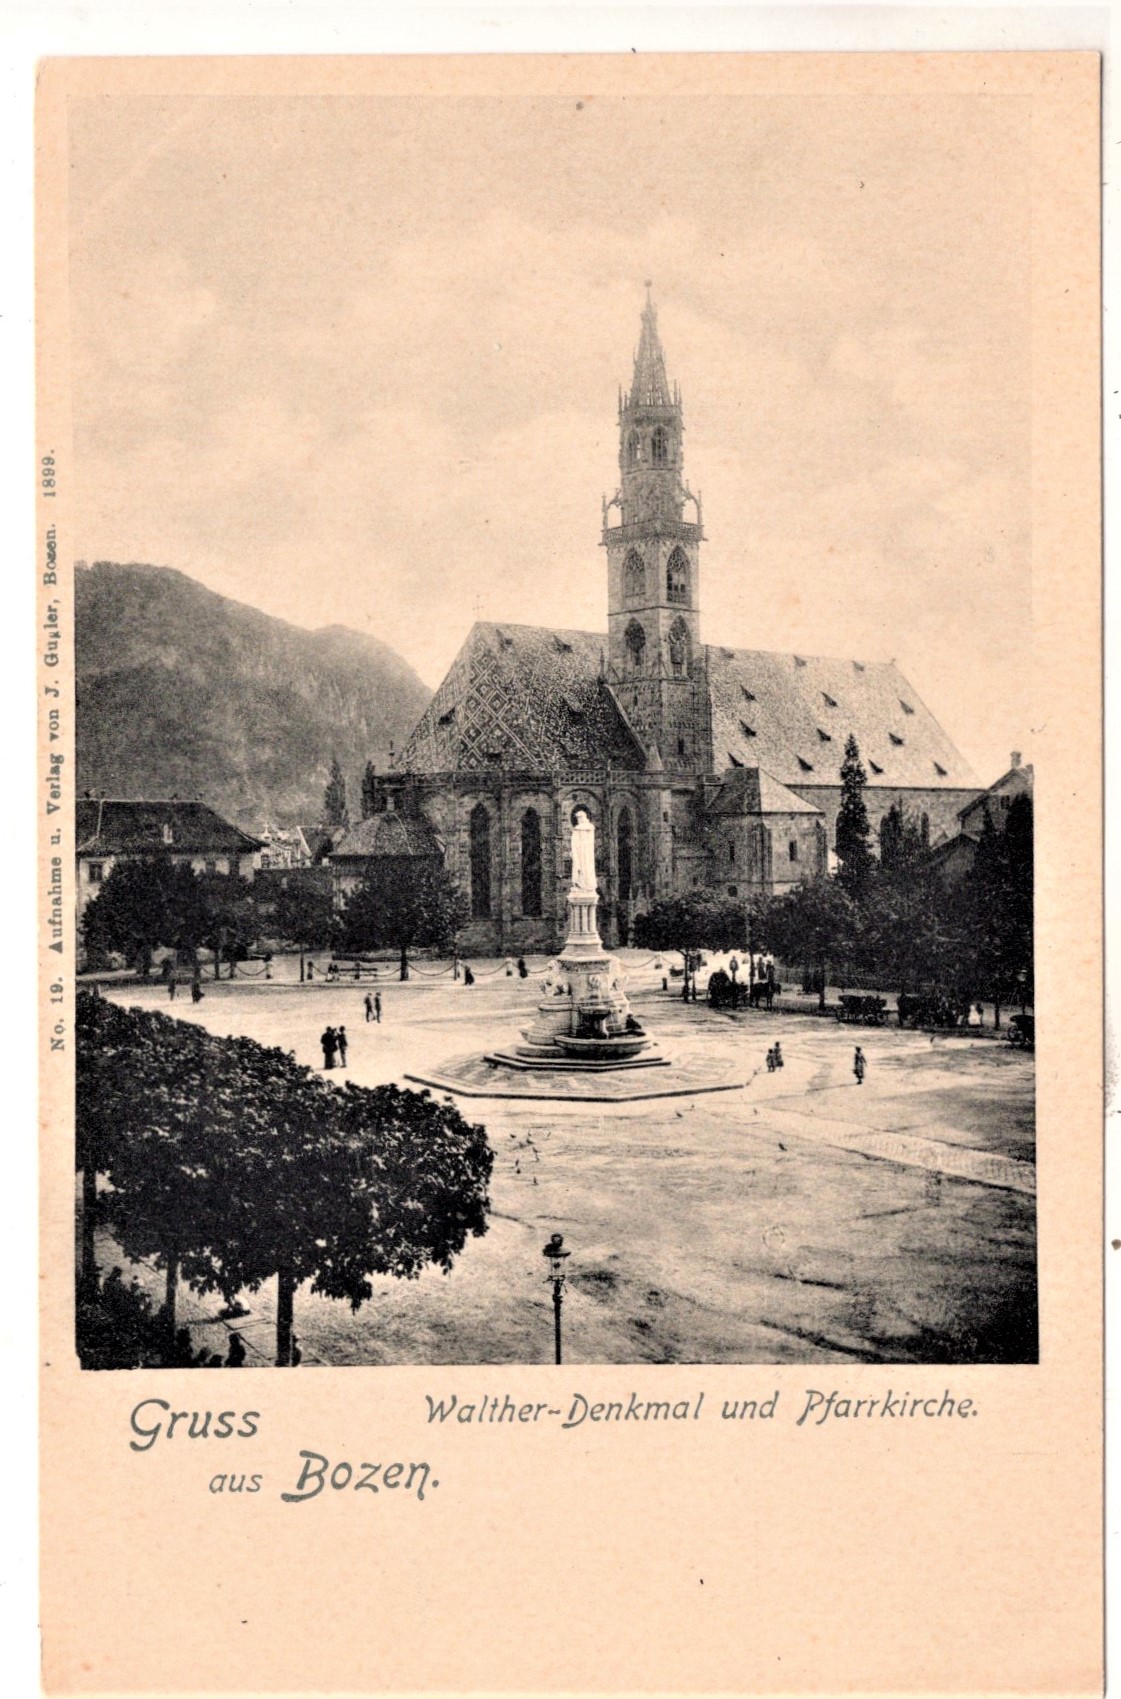 No. 19. Aufnahme u. Verlag von J. Gugler, Bozen. 1899.
Gruss
aus Bozen.
Walther-Denkmal und Pfarrkirche.